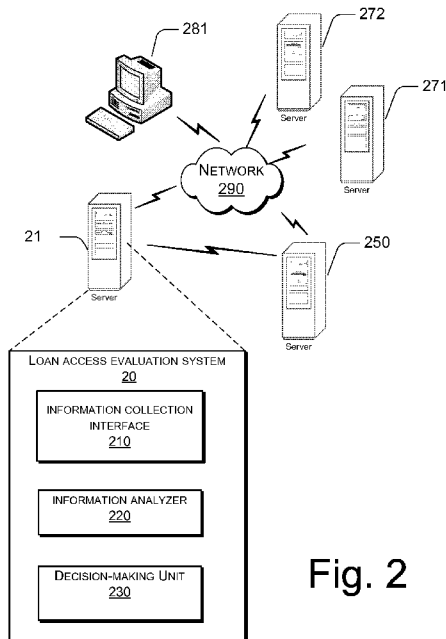 281
272
271
Server
Server
NETWORK
290
21
250
Server
Server
LOAN ACCESS EVALUATION SYSTEM
20
INFORMATION COLLECTION
INTERFACE
210
INFORMATION ANALYZER
220
DECISION-MAKING UNIT
230
Fig. 2